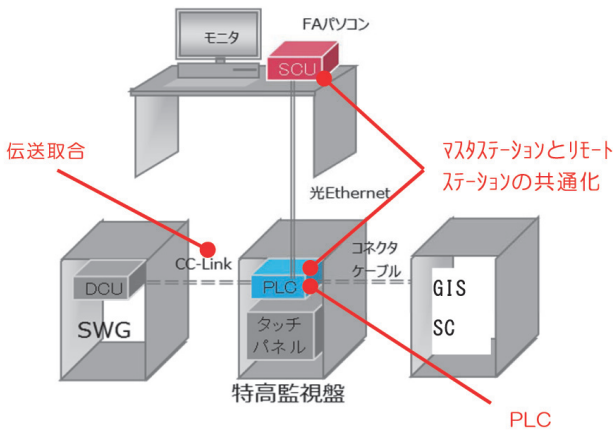 FAパソコン
モニタ
SCU
伝送取合
マスタステーションとリモート
ステーションの共通化
光Ethernet
CC-Link
コネクタ
ケーブル
DCU
PLC
GIS
SWG
タッチ
パネル
SC
特高監視盤
PLC